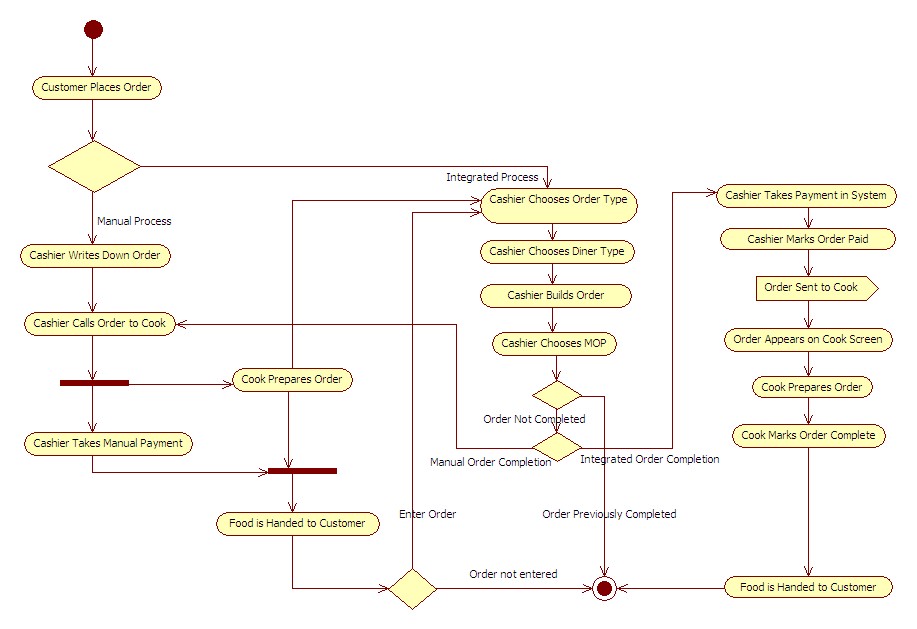 Customer Places Order
Integrated Process
Manual Process
Cashier Chooses Order Type
Cashier Takes Payment in System
Cashier Writes Down Order
Cashier Chooses Diner Type
Cashier Marks Order Paid
Cashier Builds Order
Order Sent to Cook
Cashier Calls Order to Cook
Cashier Chooses MOP
Order Appears on Cook Screen
Cook Prepares Order
Cook Prepares Order
Order Not Completed
Cashier Takes Manual Payment
Cook Marks Order Complete
Manual Order Completion
Integrated Order Completion
Enter Order
Order Previously Completed
Food is Handed to Customer
Order not entered
Food is Handed to Customer